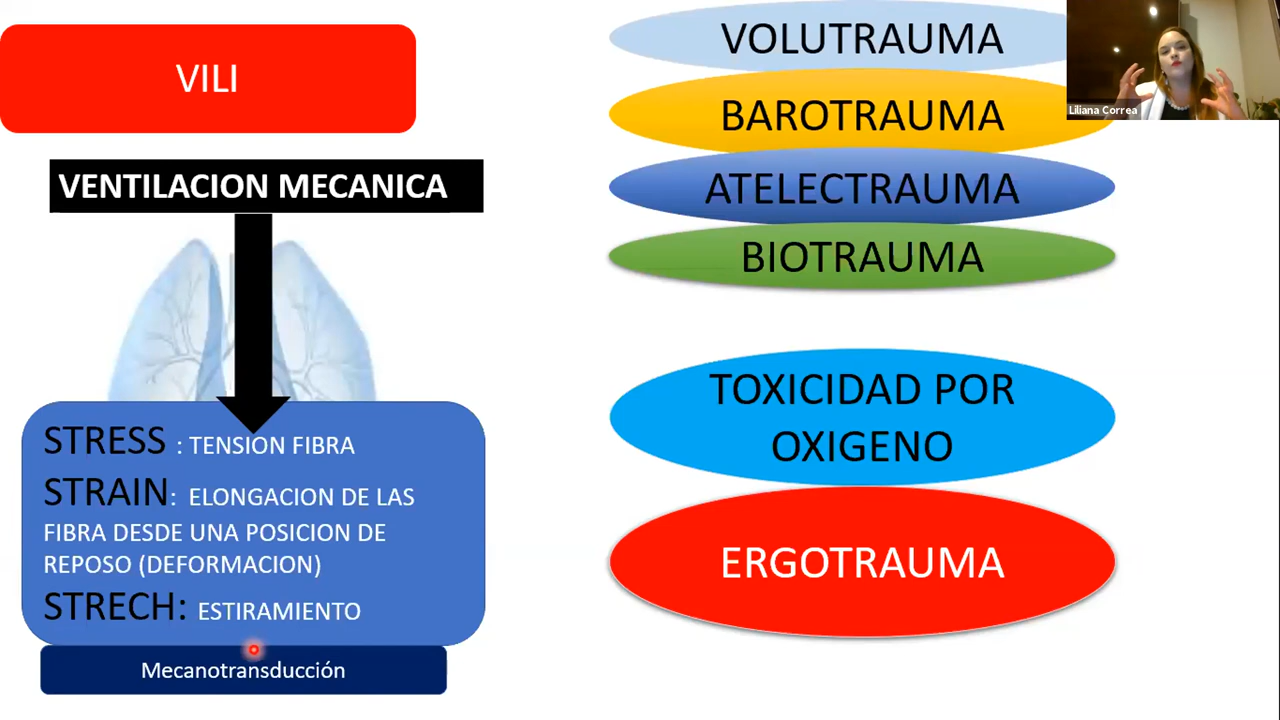 VILI
VENTILACION MECANICA
STRESS : TENSION FIBRA
STRAIN: ELONGACION DE LAS
FIBRA DESDE UNA POSICION DE
REPOSO (DEFORMACION)
STRECH: ESTIRAMIENTO
Mecanotransducción
VOLUTRAUMA
BAROTRAUMA
ATELECTRAUMA
BIOTRAUMA
TOXICIDAD POR
OXIGENO
ERGOTRAUMA
Liliana Correa